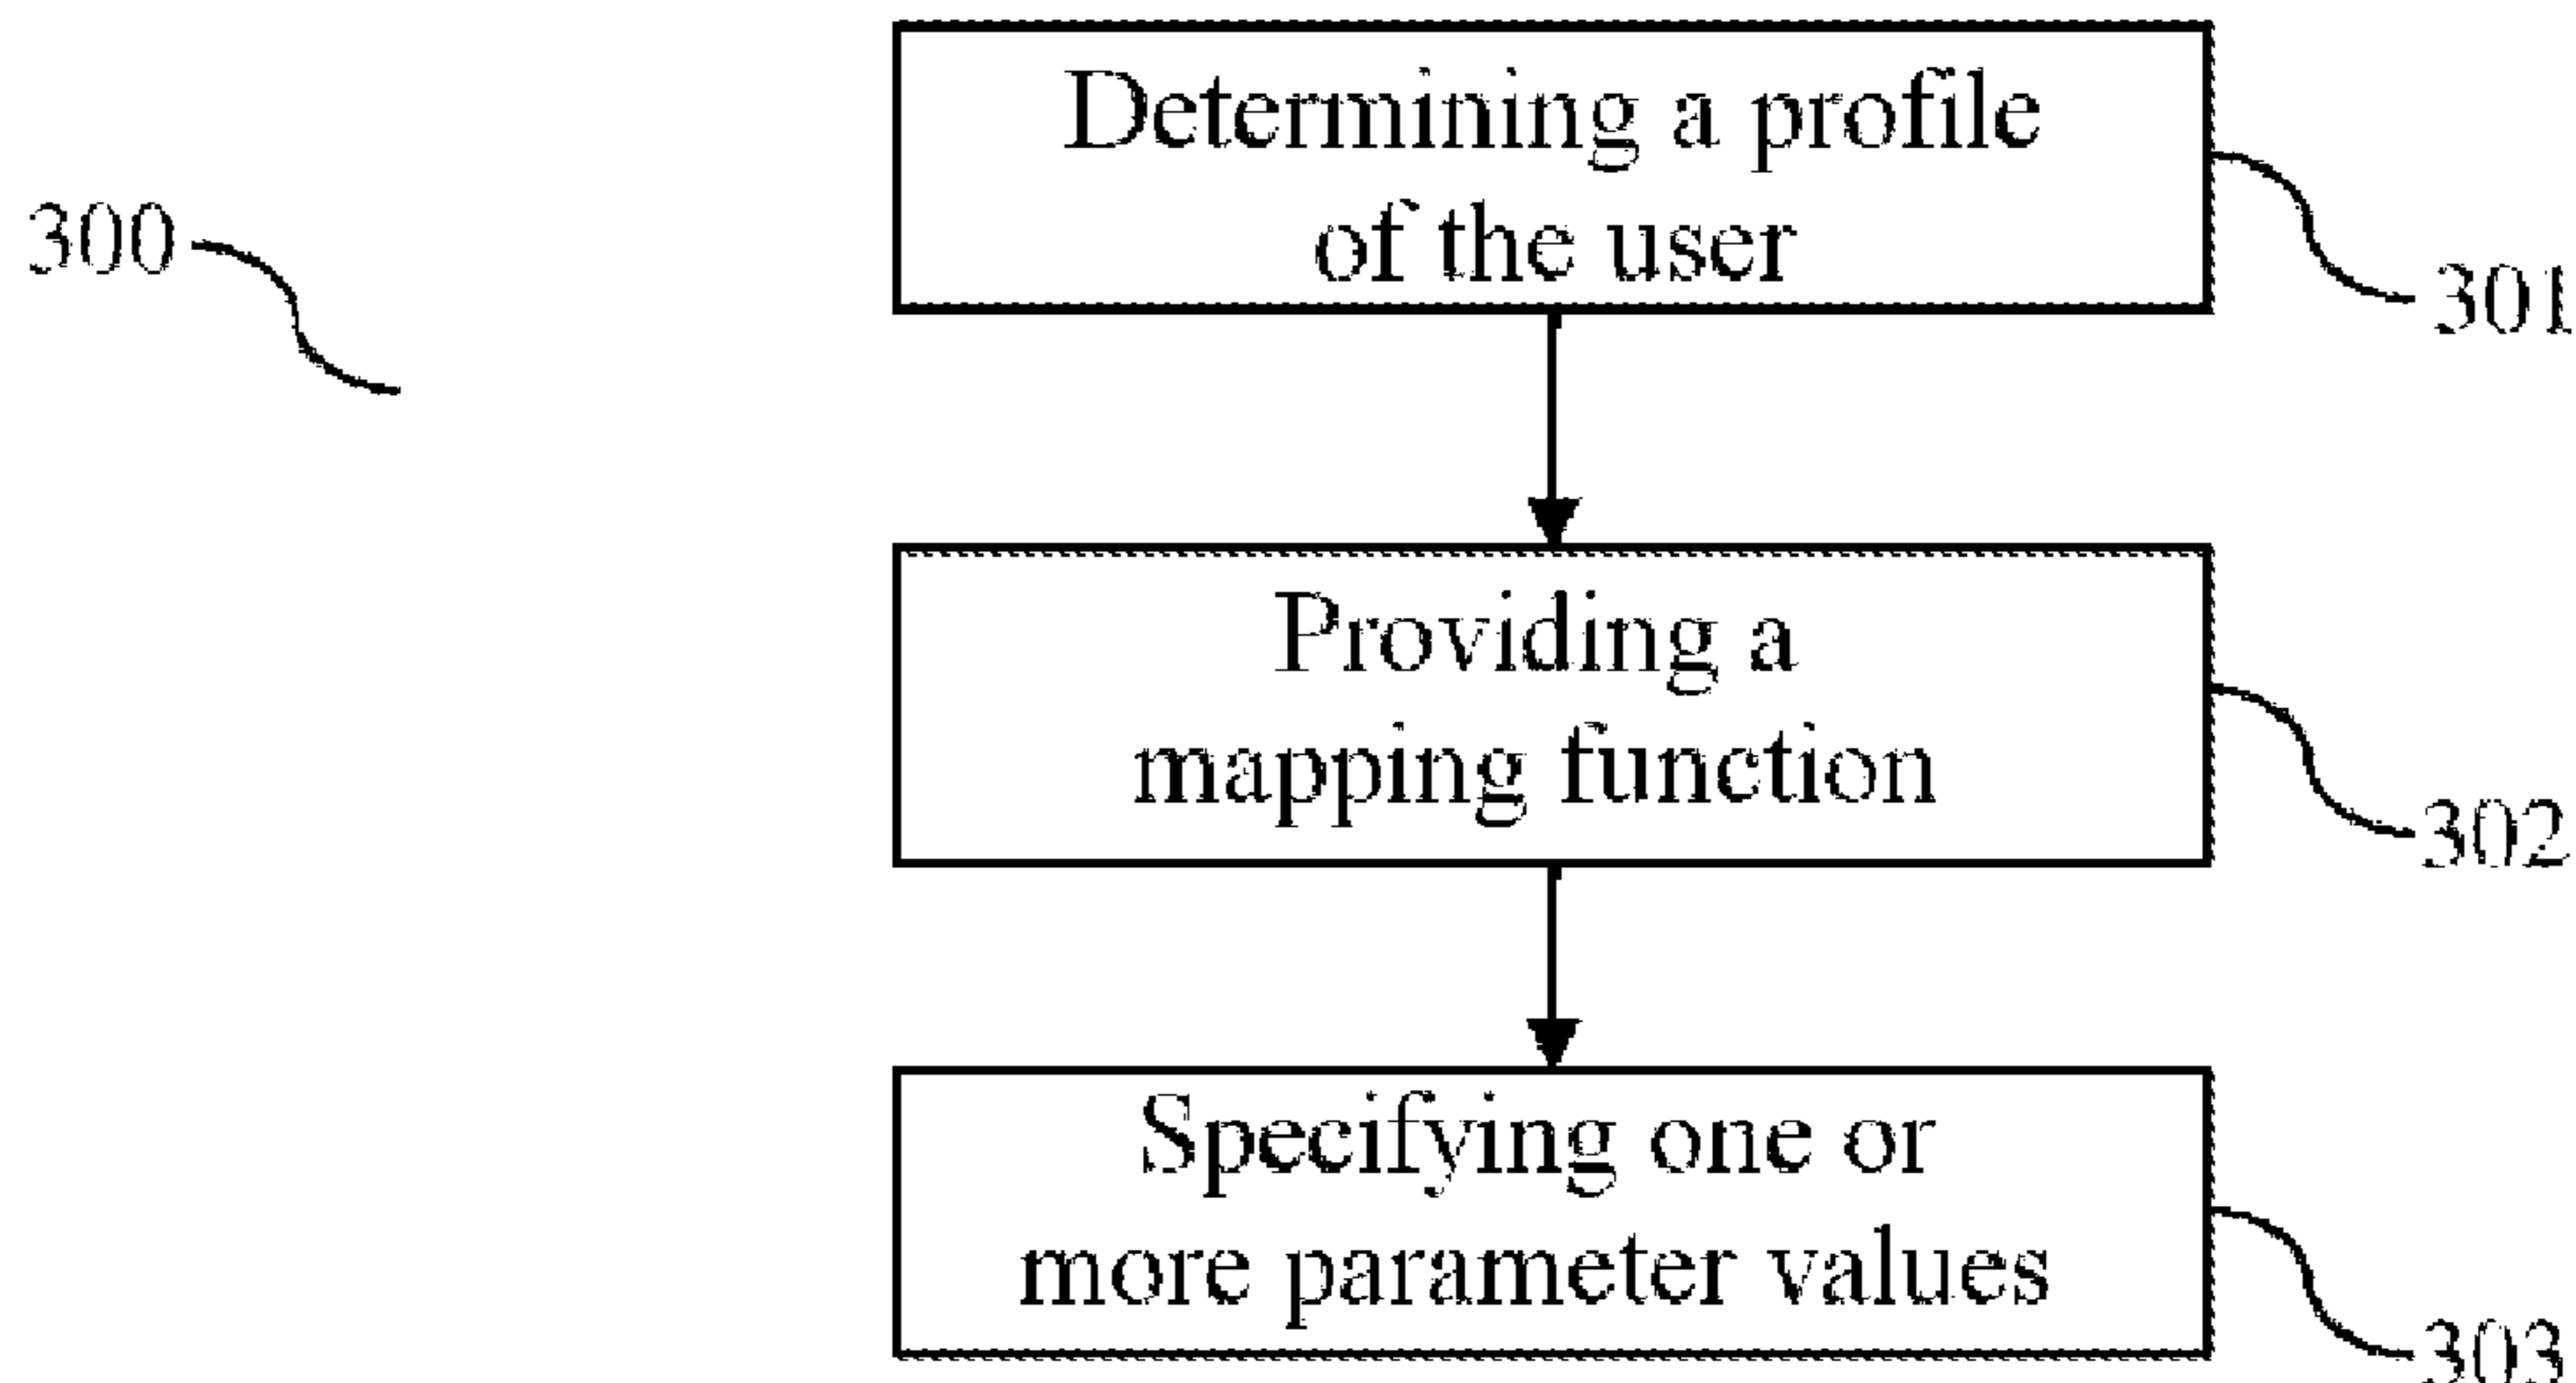 Determining a profile
of the user
300
301
Providing a
mapping function
302
Specifying one or
more parameter values
303